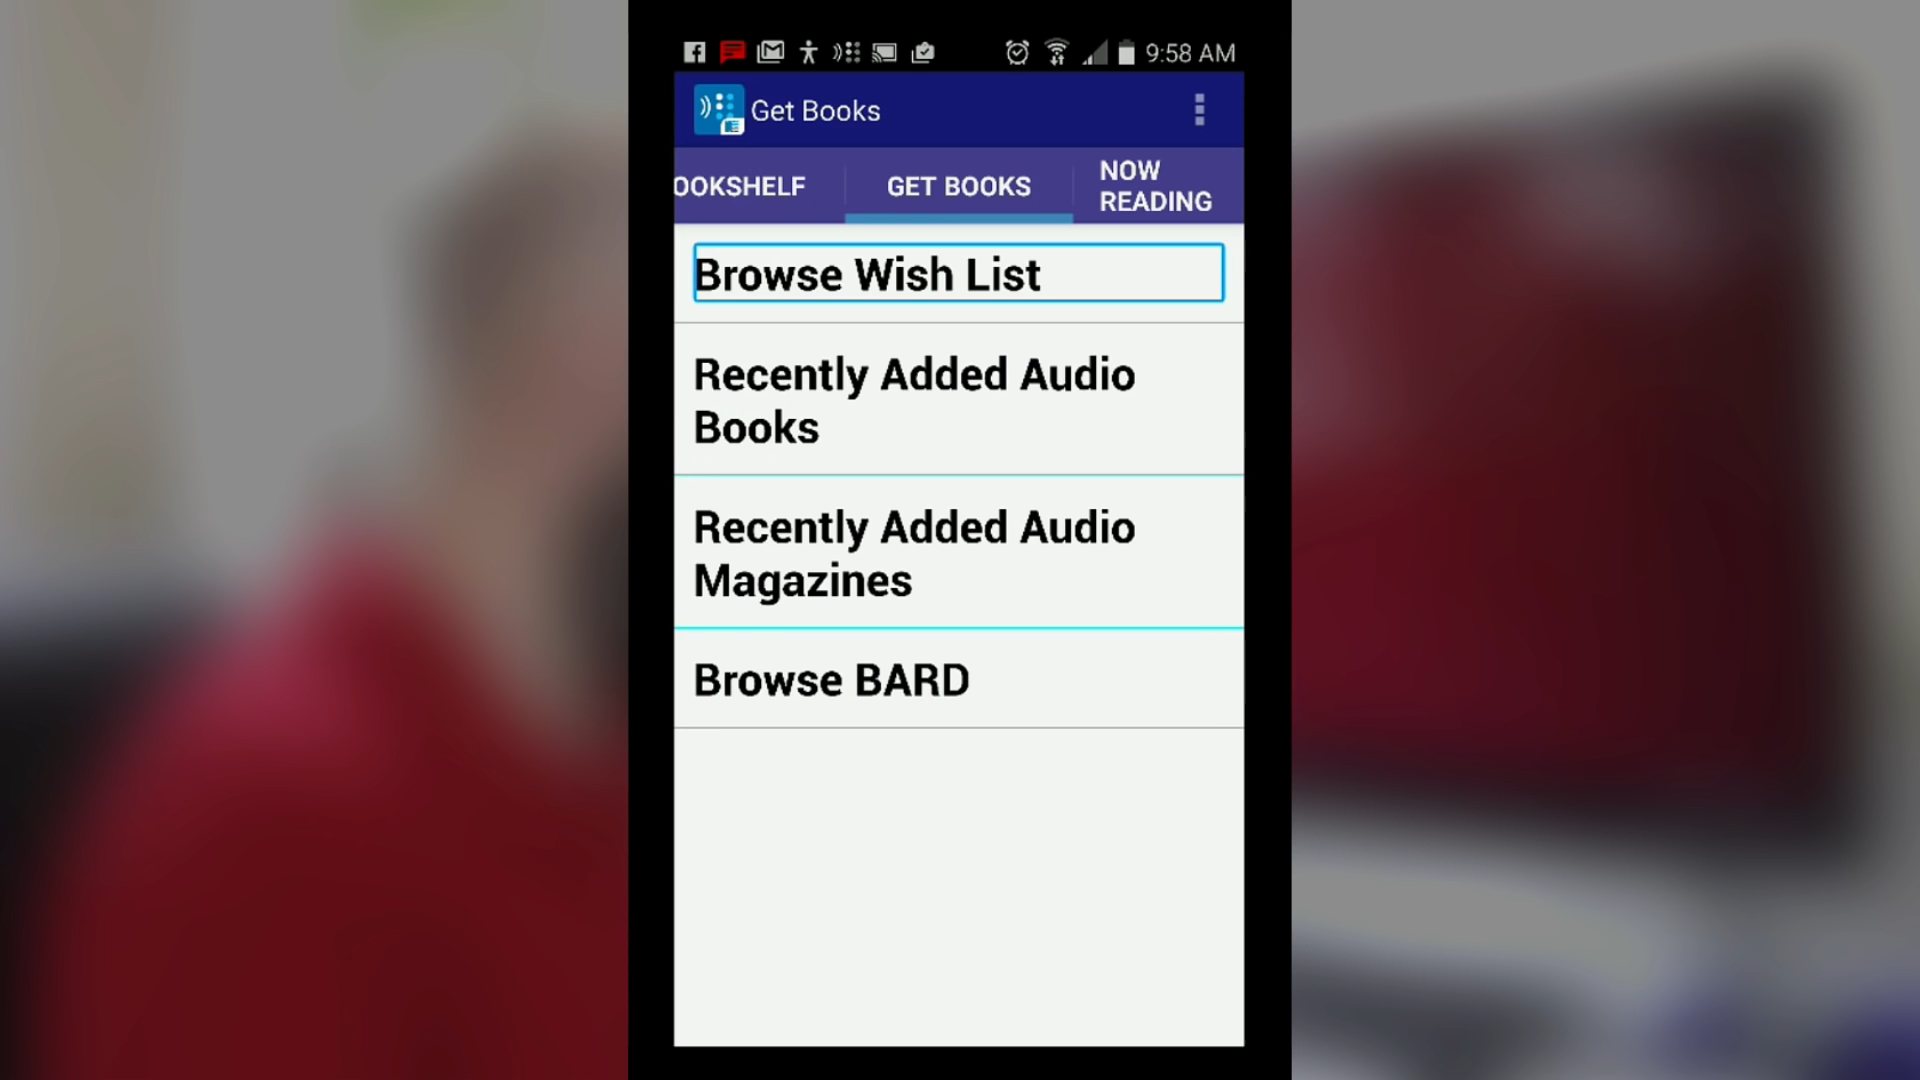 9:58 AM
Get Books
OOKSHELF
GET BOOKS
NOW
READING
Browse Wish List
Recently Added Audio
Books
Recently Added Audio
Magazines
Browse BARD